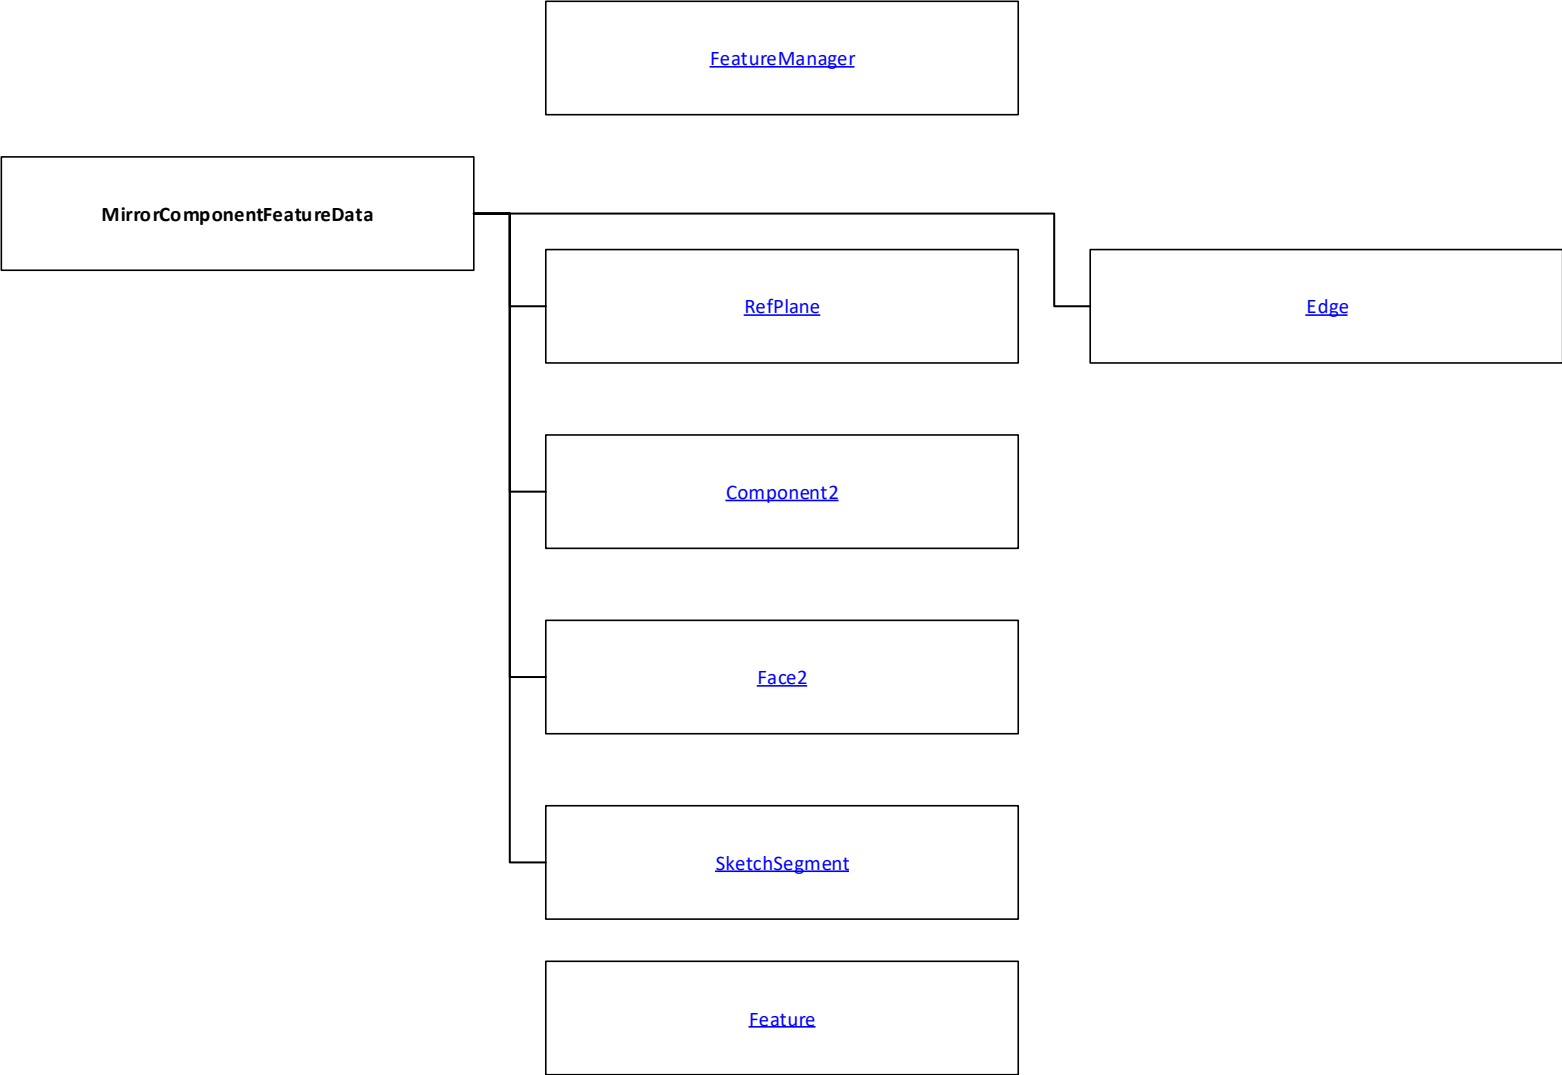 FeatureManager
MirrorComponentFeatureData
RefPlane
Edge
Component2
Face2
SketchSegment
Feature